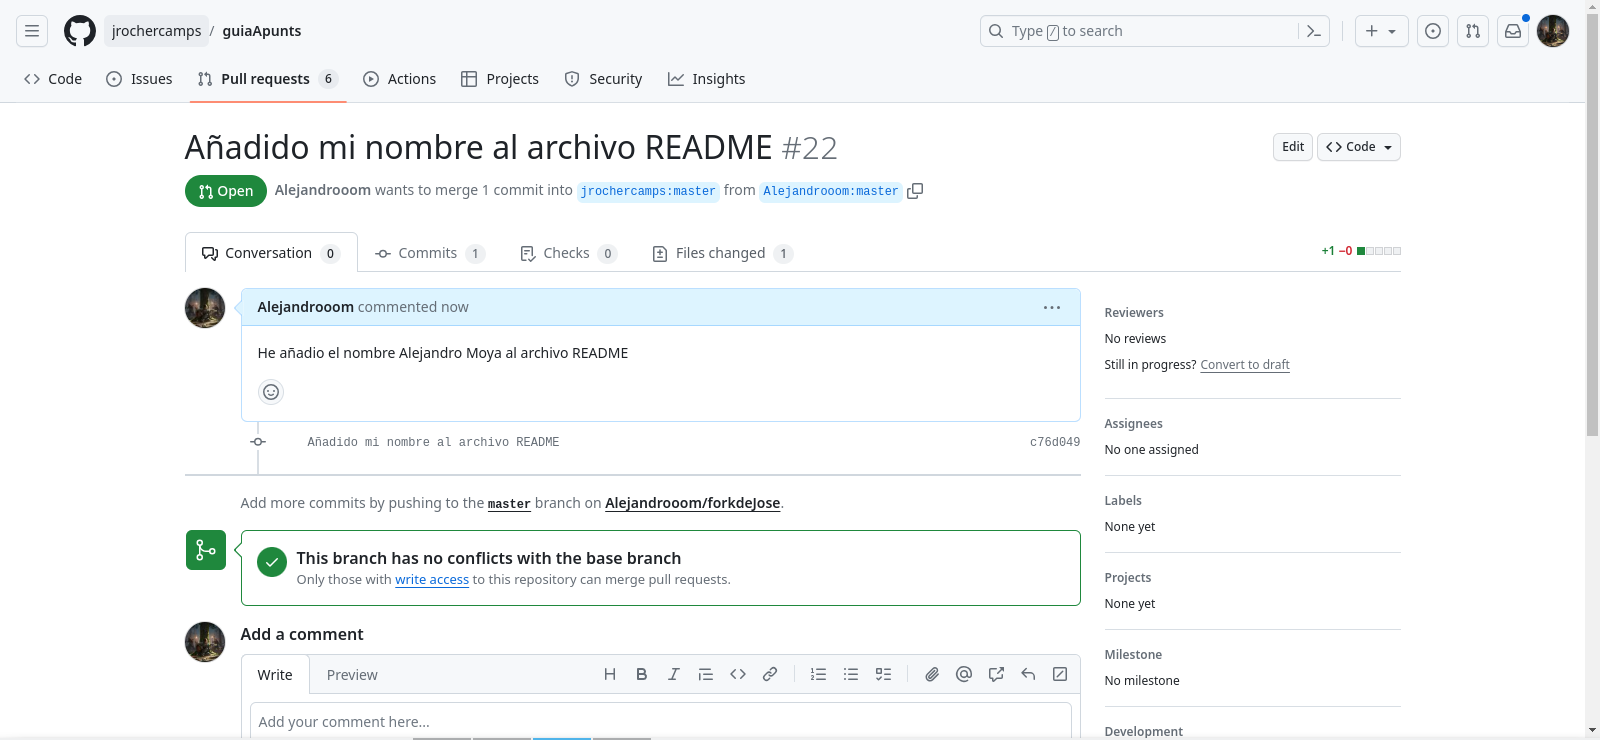 jrochercamps / guiaApunts
Type / to search
Code
Issues
Pull requests 6
Actions
Projects
Security
Insights
Añadido mi nombre al archivo README #22
Edit
Code
Open
Alejandrooom wants to merge 1 commit into jrochercamps:master from Alejandrooom:master
Conversation 0
Commits 1
Checks 0
Files changed 1
+1 −0
Alejandrooom commented now
He añadio el nombre Alejandro Moya al archivo README
Añadido mi nombre al archivo README
c76d049
Add more commits by pushing to the master branch on Alejandrooom/forkdeJose.
This branch has no conflicts with the base branch
Only those with write access to this repository can merge pull requests.
Add a comment
Write
Preview
Add your comment here...
Reviewers
No reviews
Still in progress? Convert to draft
Assignees
No one assigned
Labels
None yet
Projects
None yet
Milestone
No milestone
Development